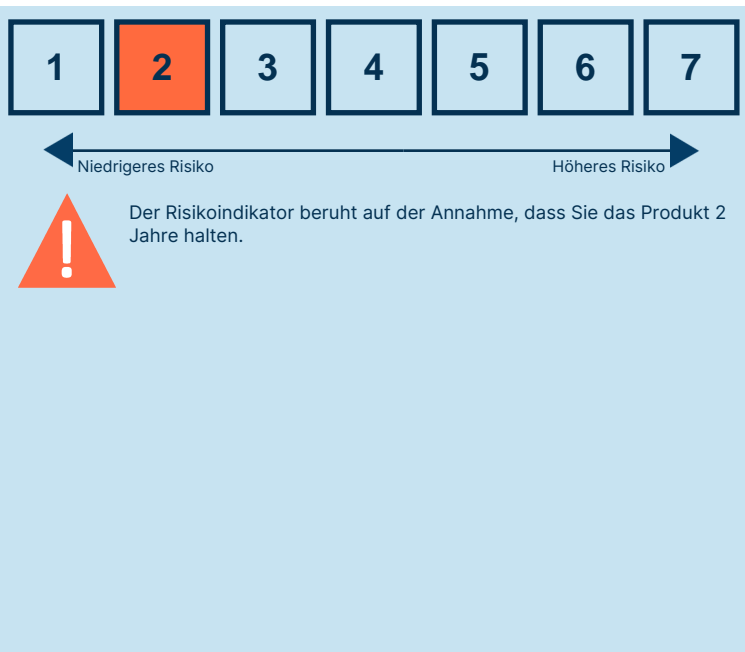 1 2 3 4 5 6 7
Niedrigeres Risiko Höheres Risiko
!
Der Risikoindikator beruht auf der Annahme, dass Sie das Produkt 2
Jahre halten.